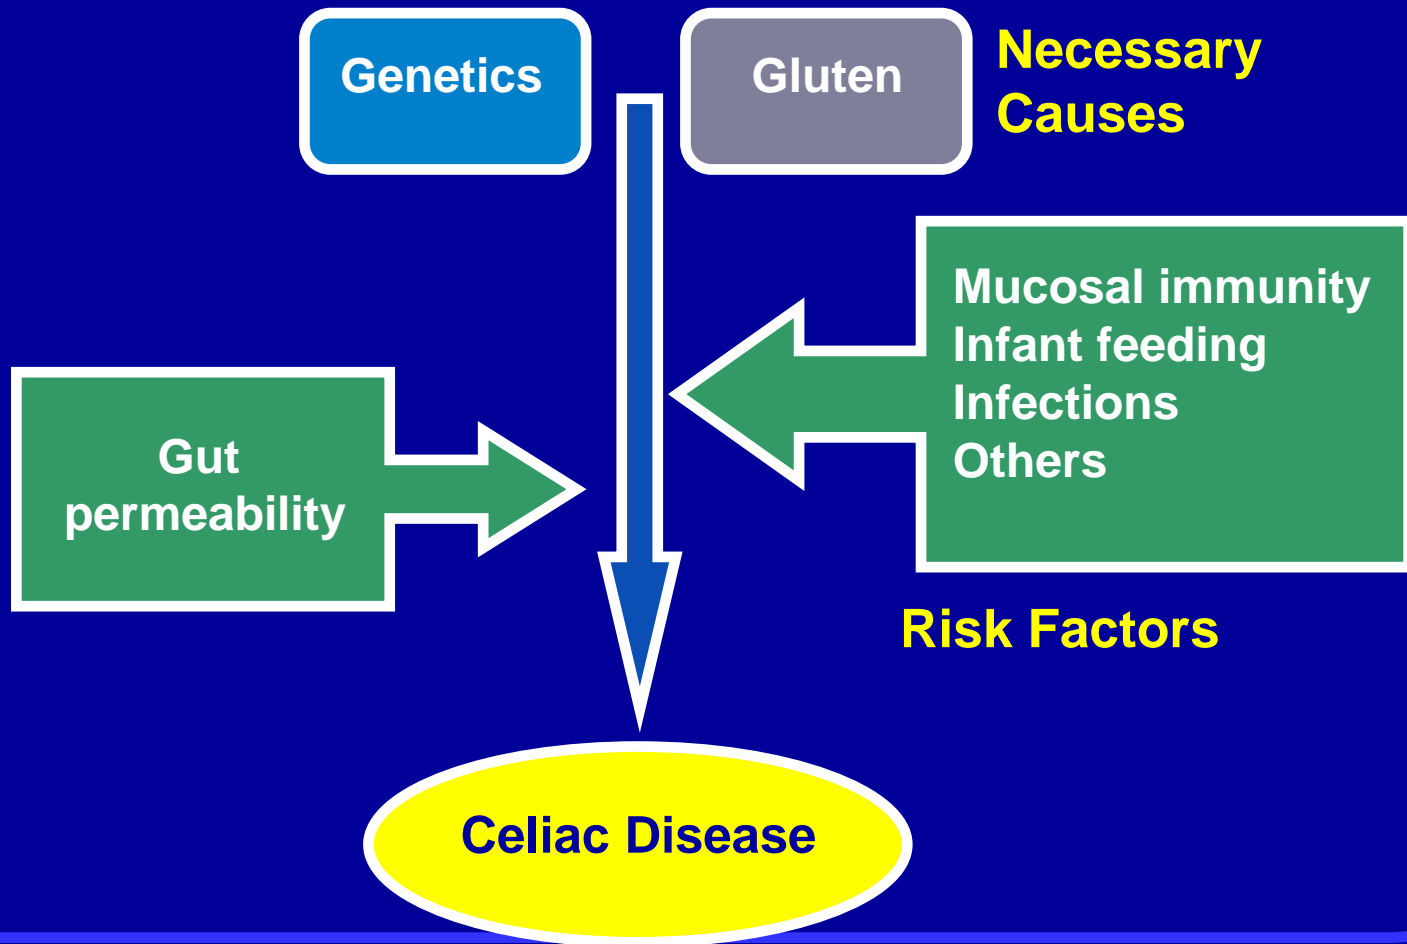 Genetics
Gluten
Necessary
Causes
Mucosal immunity
Infant feeding
Infections
Others
Gut
permeability
Risk Factors
Celiac Disease